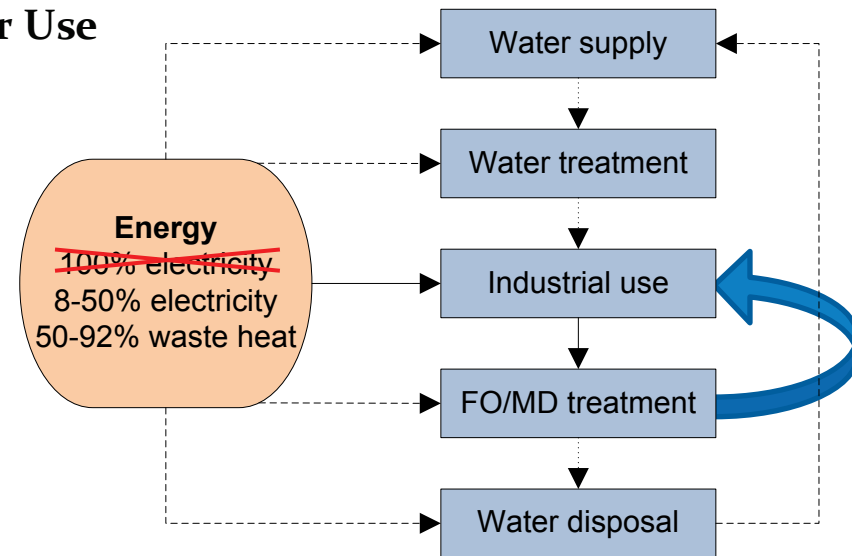 r Use
Water supply
Water treatment
Energy
100% electricity
8-50% electricity
50-92% waste heat
Industrial use
FO/MD treatment
Water disposal